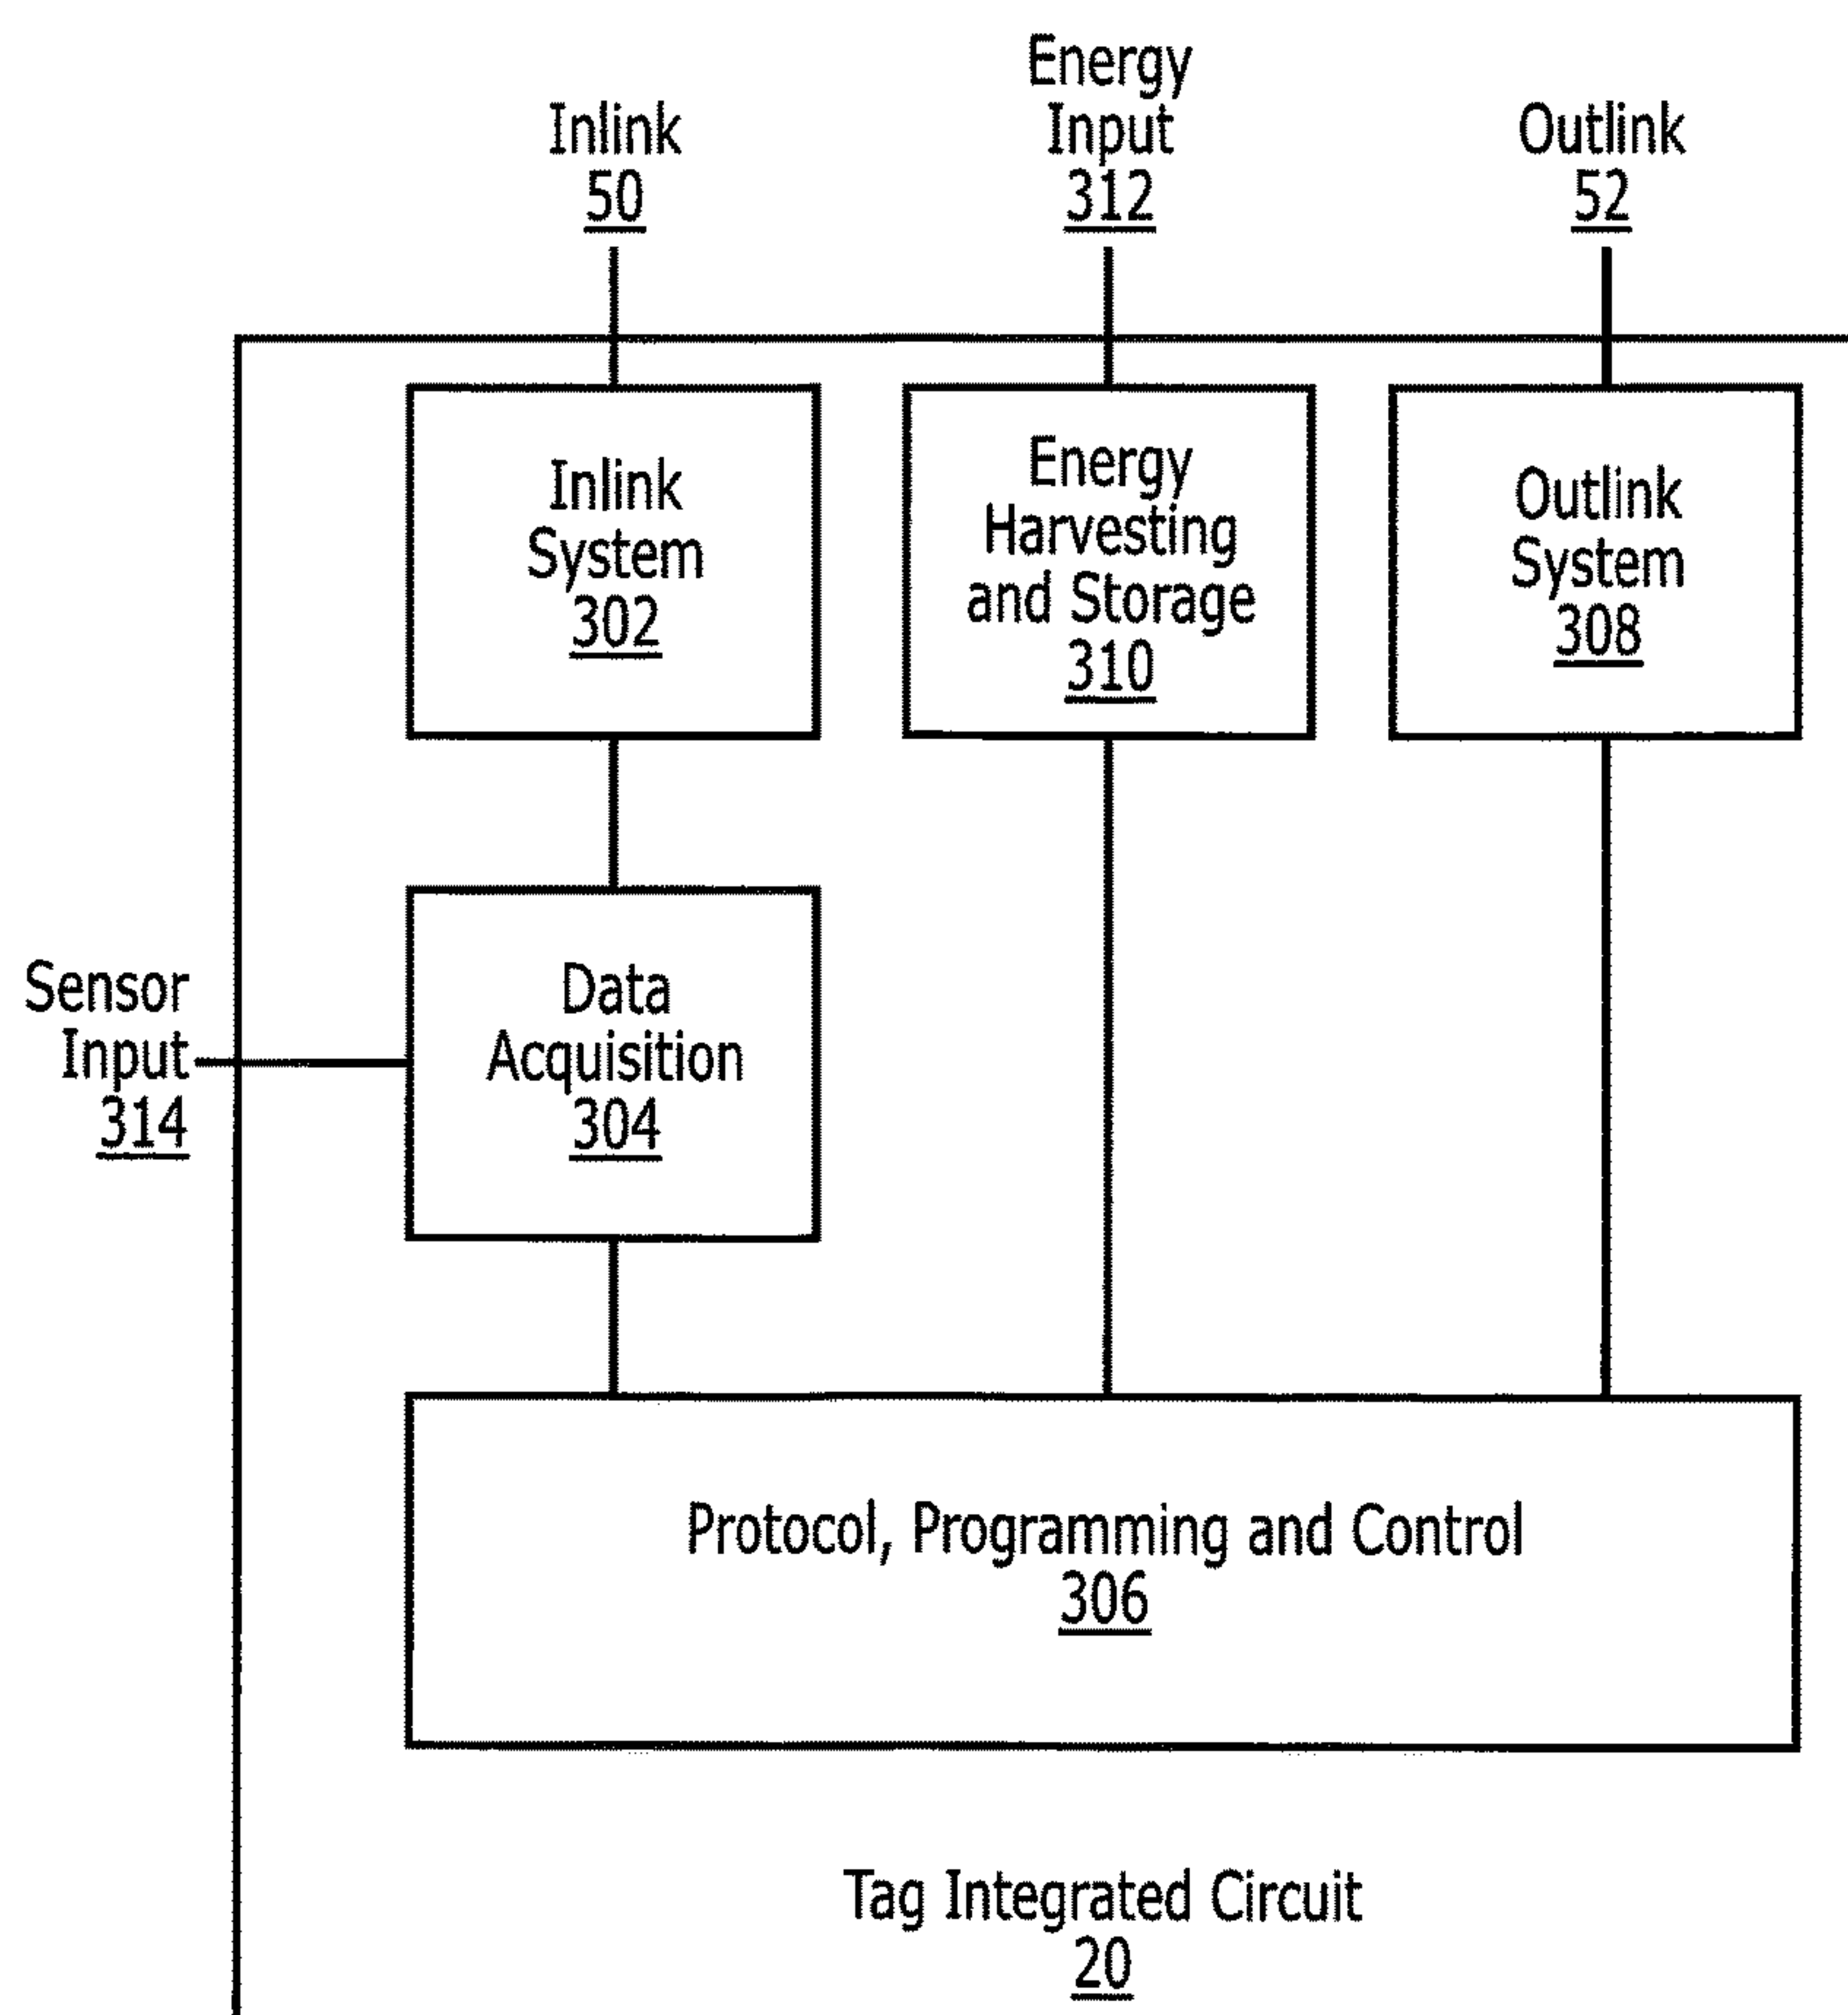 Inlink
50
Energy
Input
312
Outlink
52
Inlink
System
302
Energy
Harvesting
and Storage
310
Outlink
System
308
Sensor
Input
314
Data
Acquisition
304
Protocol, Programming and Control
306
Tag Integrated Circuit
20